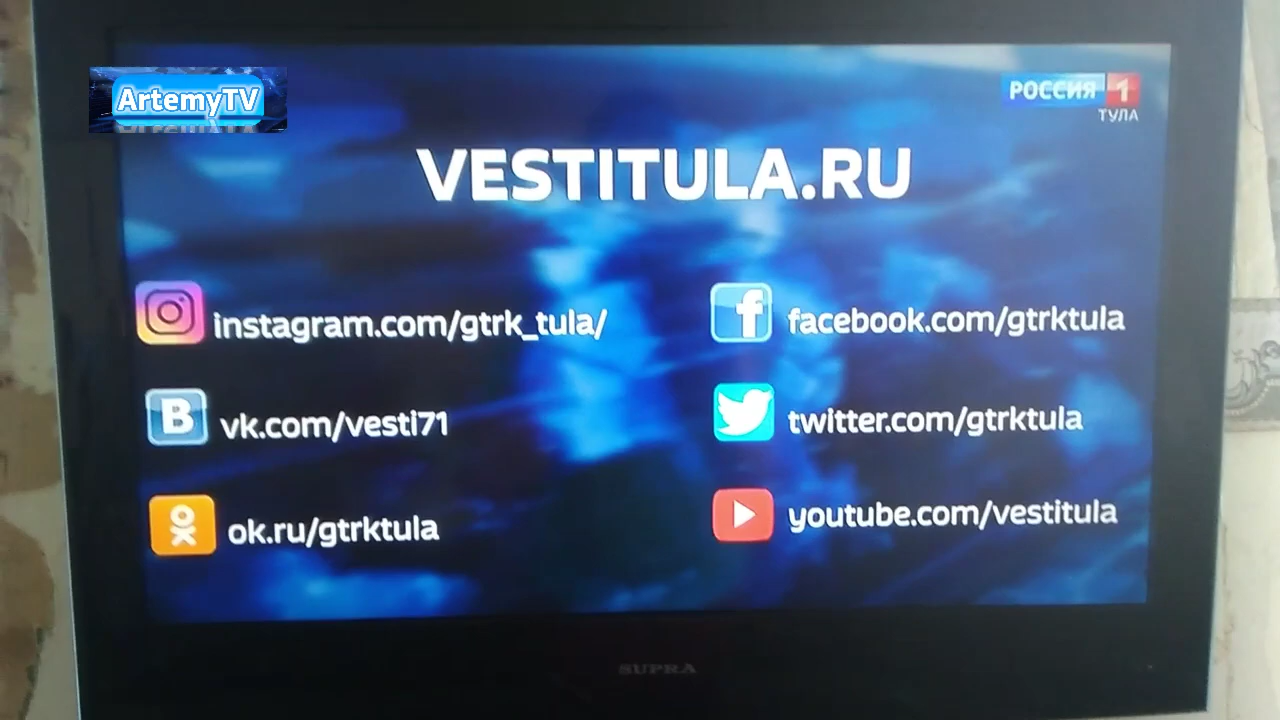 ArtemyTV
РОССИЯ 1
ТУЛА
VESTITULA.RU
instagram.com/gtrk_tula/
facebook.com/gtrktula
vk.com/vesti71
twitter.com/gtrktula
ok.ru/gtrktula
youtube.com/vestitula
SUPRA